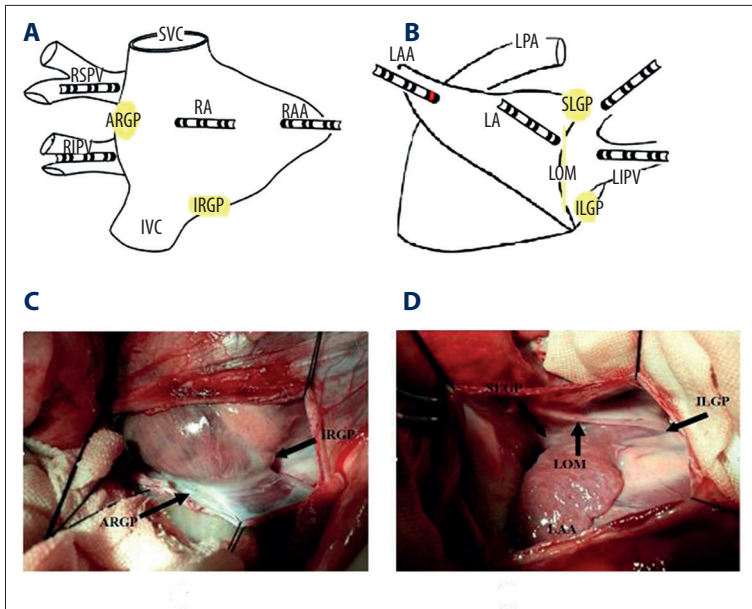 A
SVC
RSPV
ARGP
RA
RAA
RIPV
IRGP
IVC
B
LPA
LAA
SLGP
LA
LOM
LIPV
ILGP
C
IRGP
ARGP
D
SLGP
ILGP
LOM
LAA